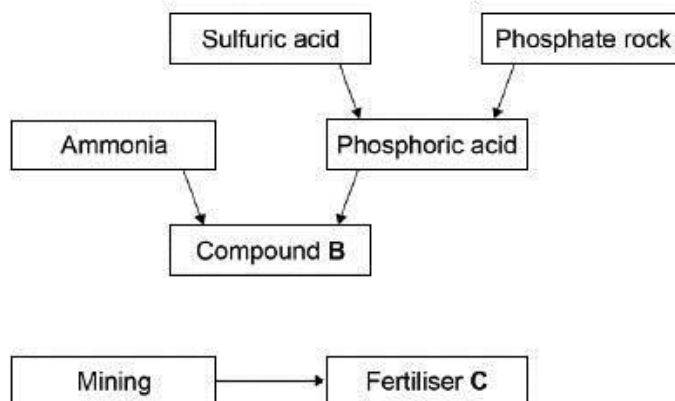 Sulfuric acid
Phosphate rock
Ammonia
Phosphoric acid
Compound B
Mining
Fertiliser C